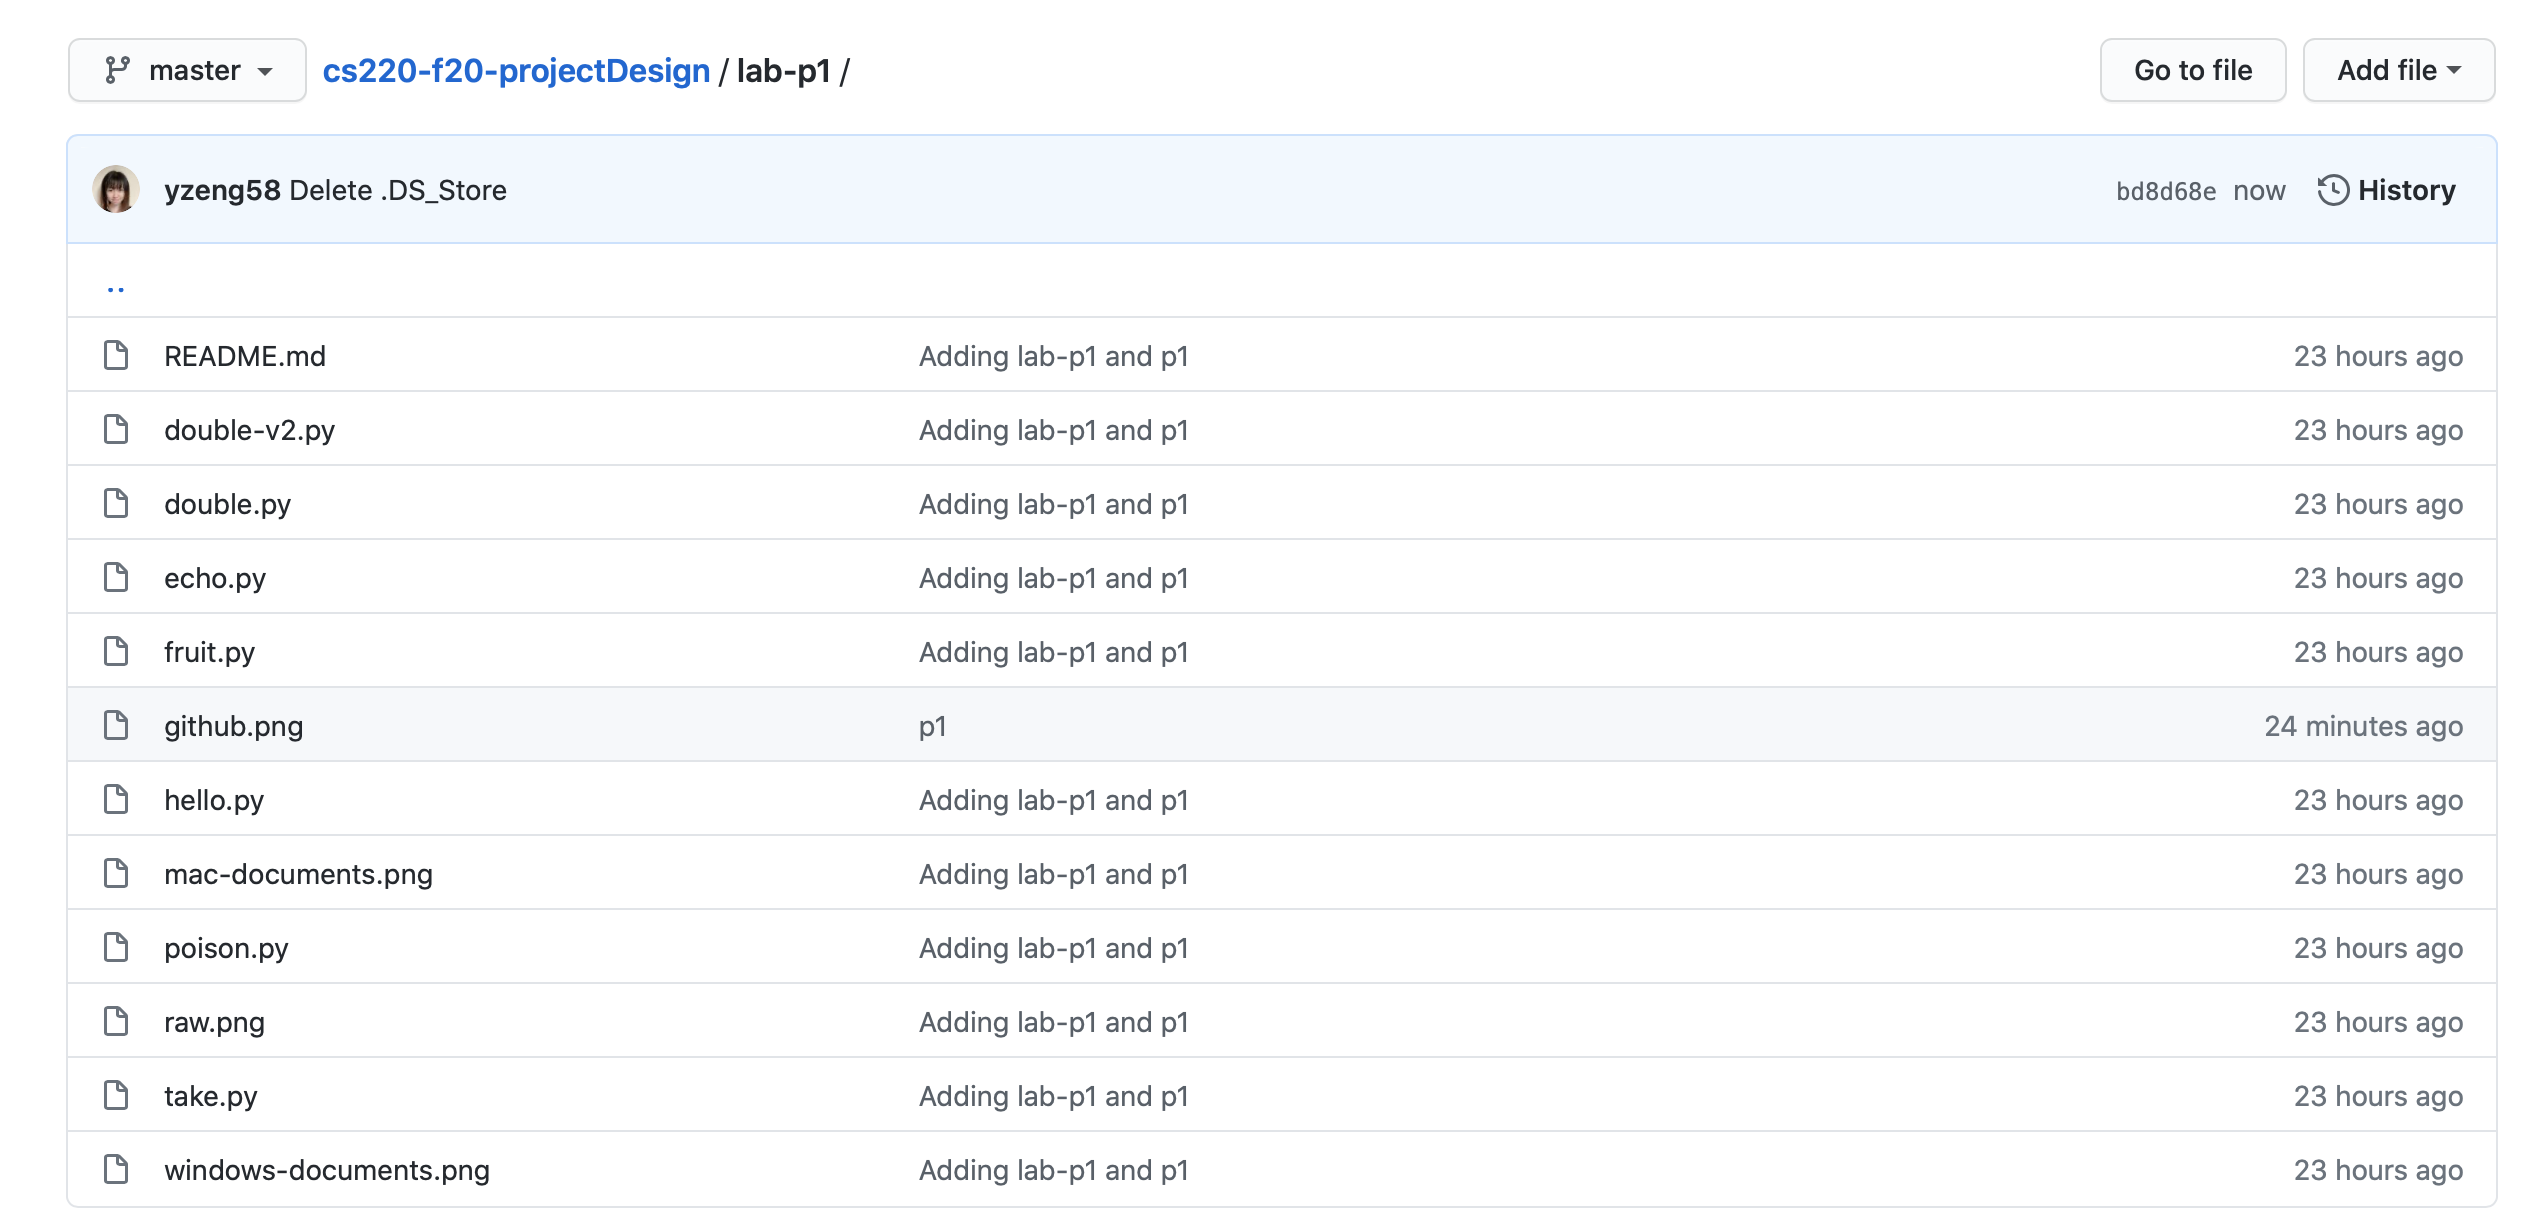 master cs220-f20-projectDesign / lab-p1 / Go to file Add file
yzeng58 Delete .DS_Store bd8d68e now History
..
README.md Adding lab-p1 and p1 23 hours ago
double-v2.py Adding lab-p1 and p1 23 hours ago
double.py Adding lab-p1 and p1 23 hours ago
echo.py Adding lab-p1 and p1 23 hours ago
fruit.py Adding lab-p1 and p1 23 hours ago
github.png p1 24 minutes ago
hello.py Adding lab-p1 and p1 23 hours ago
mac-documents.png Adding lab-p1 and p1 23 hours ago
poison.py Adding lab-p1 and p1 23 hours ago
raw.png Adding lab-p1 and p1 23 hours ago
take.py Adding lab-p1 and p1 23 hours ago
windows-documents.png Adding lab-p1 and p1 23 hours ago